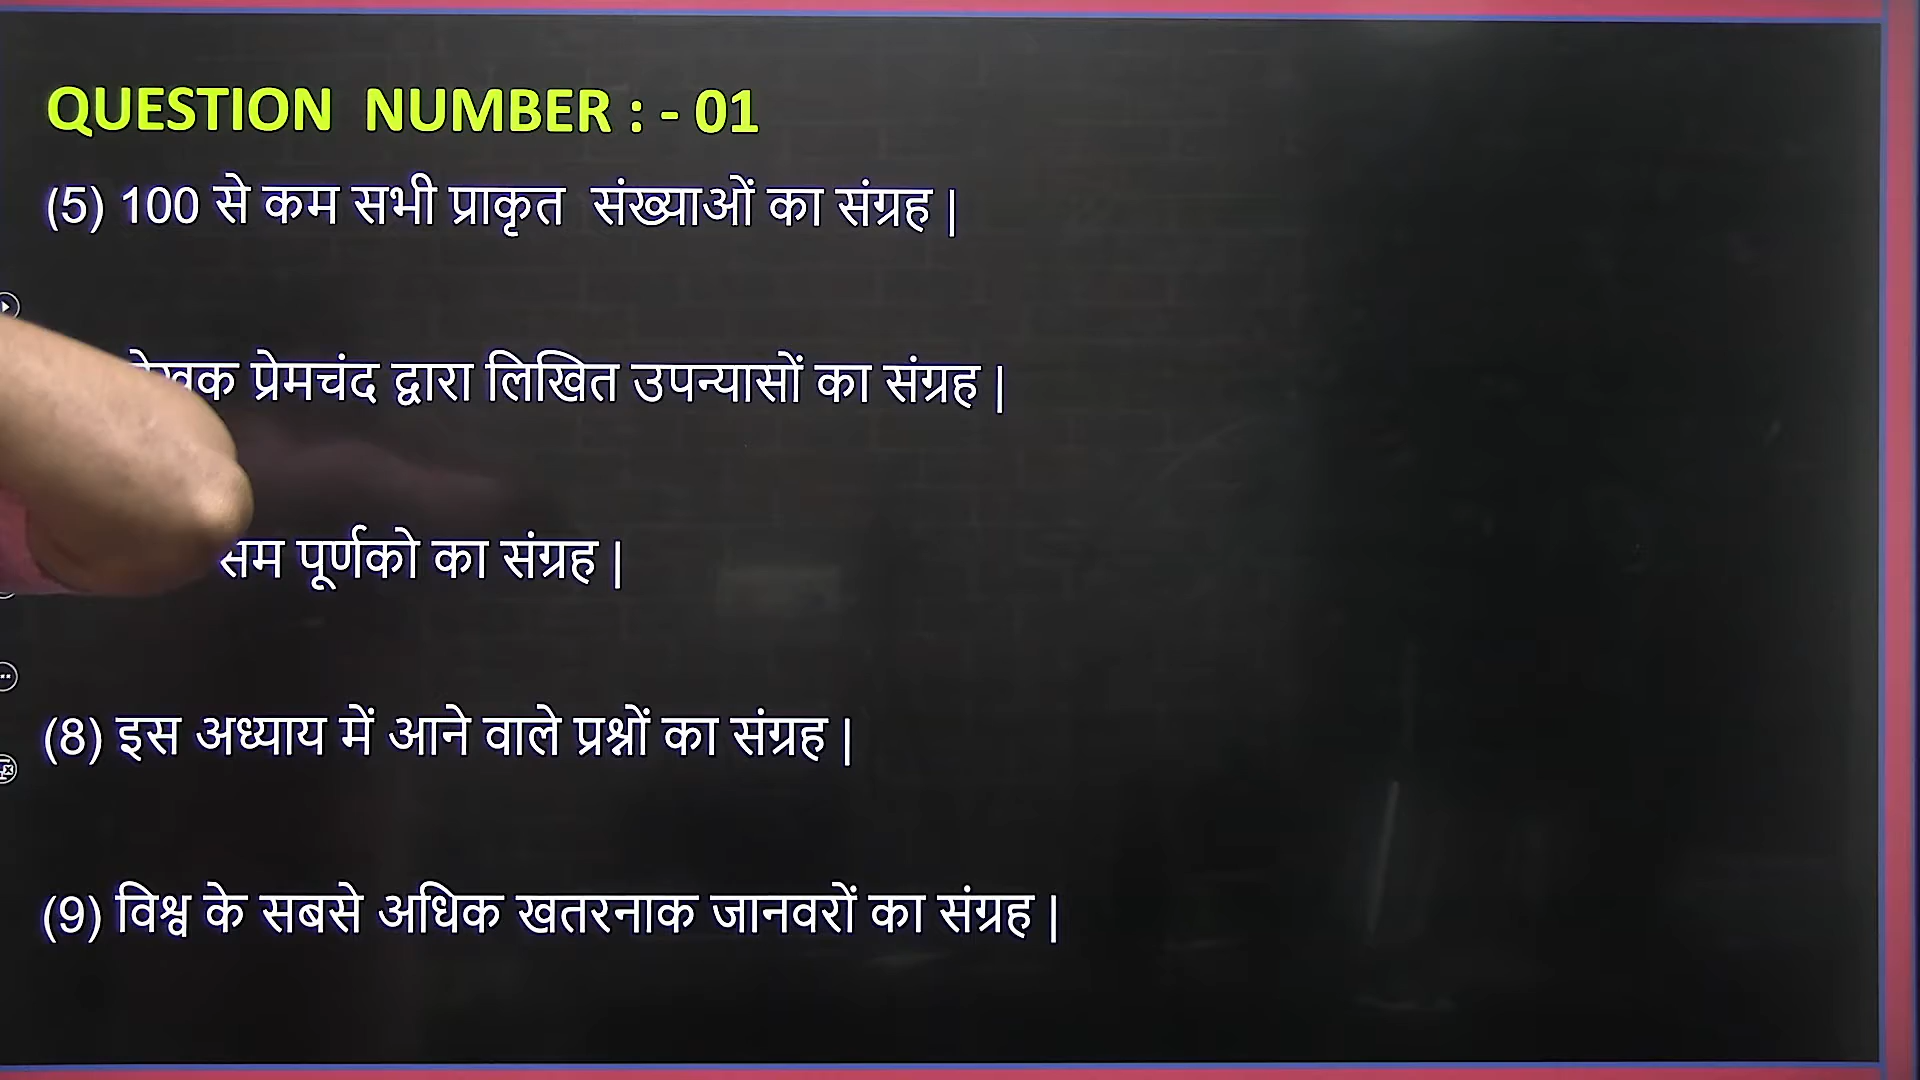 QUESTION NUMBER : - 01
(5) 100 से कम सभी प्राकृत संख्याओं का संग्रह |
प्रेमचंद द्वारा लिखित उपन्यासों का संग्रह |
सम पूर्णको का संग्रह |
(8) इस अध्याय में आने वाले प्रश्नों का संग्रह |
(9) विश्व के सबसे अधिक खतरनाक जानवरों का संग्रह |